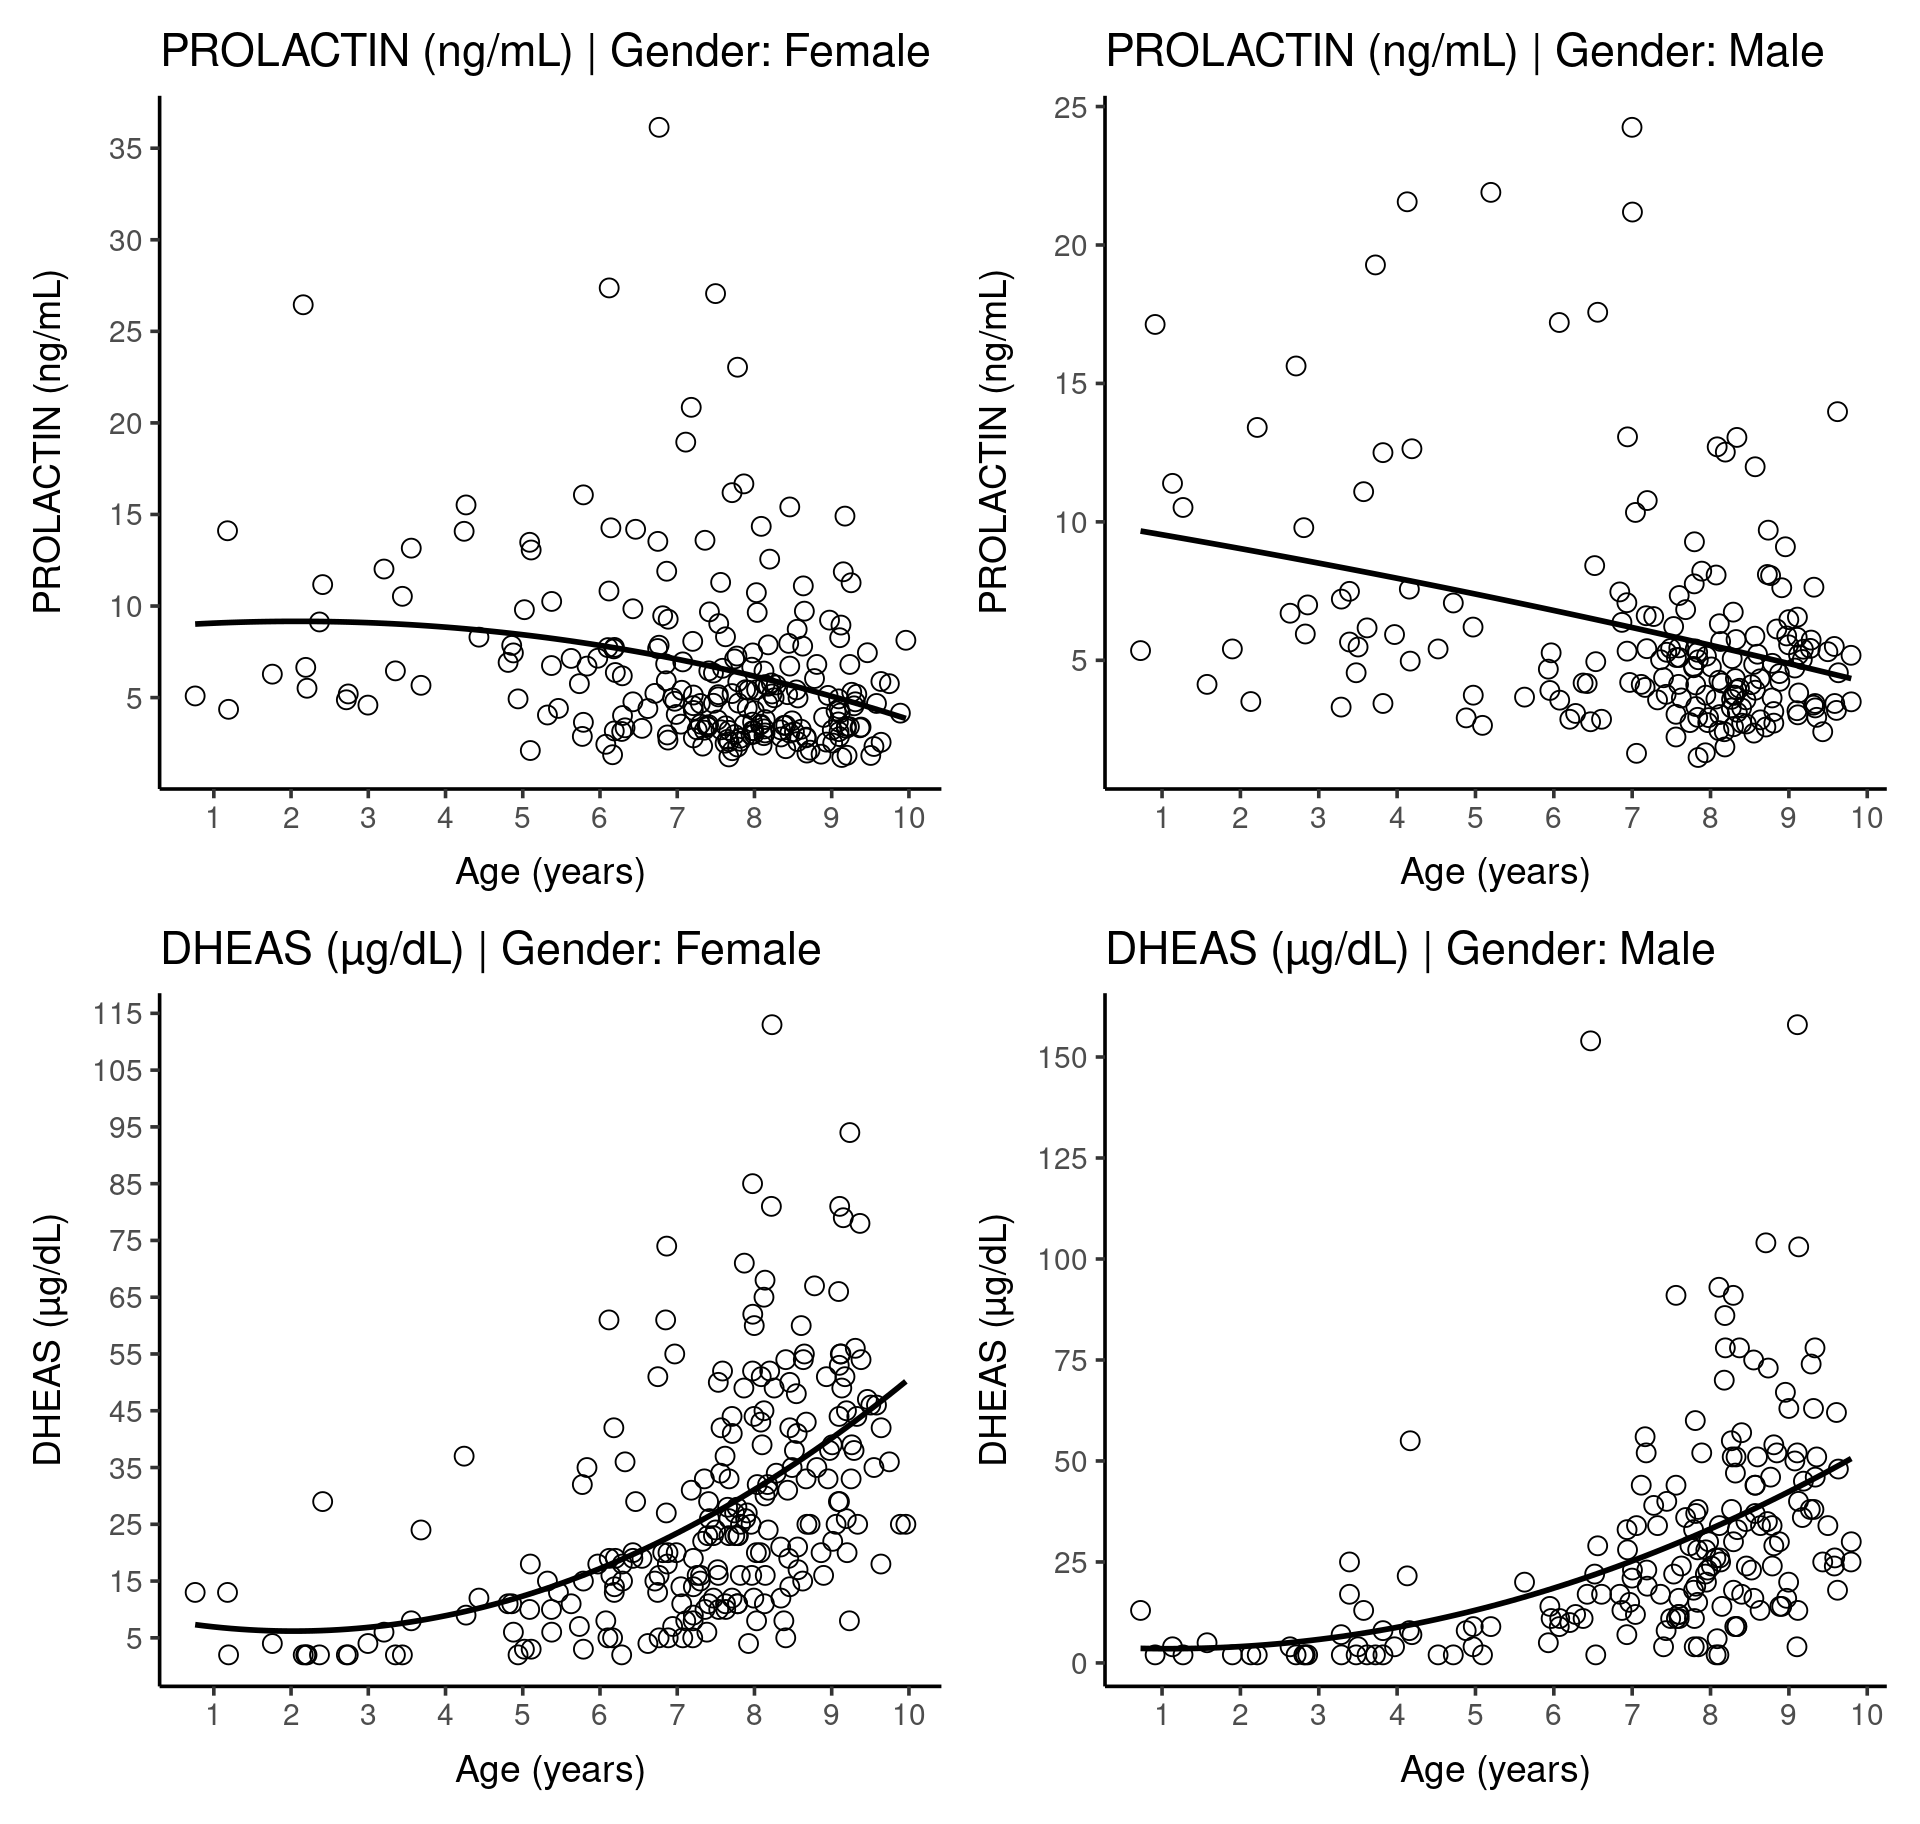 PROLACTIN (ng/mL) | Gender: Female
PROLACTIN (ng/mL)
35
30
25
20
15
10
5
1 2 3 4 5 6 7 8 9 10
Age (years)
PROLACTIN (ng/mL) | Gender: Male
PROLACTIN (ng/mL)
25
20
15
10
5
1 2 3 4 5 6 7 8 9 10
Age (years)
DHEAS (µg/dL) | Gender: Female
DHEAS (µg/dL)
115
105
95
85
75
65
55
45
35
25
15
5
1 2 3 4 5 6 7 8 9 10
Age (years)
DHEAS (µg/dL) | Gender: Male
DHEAS (µg/dL)
150
125
100
75
50
25
0
1 2 3 4 5 6 7 8 9 10
Age (years)